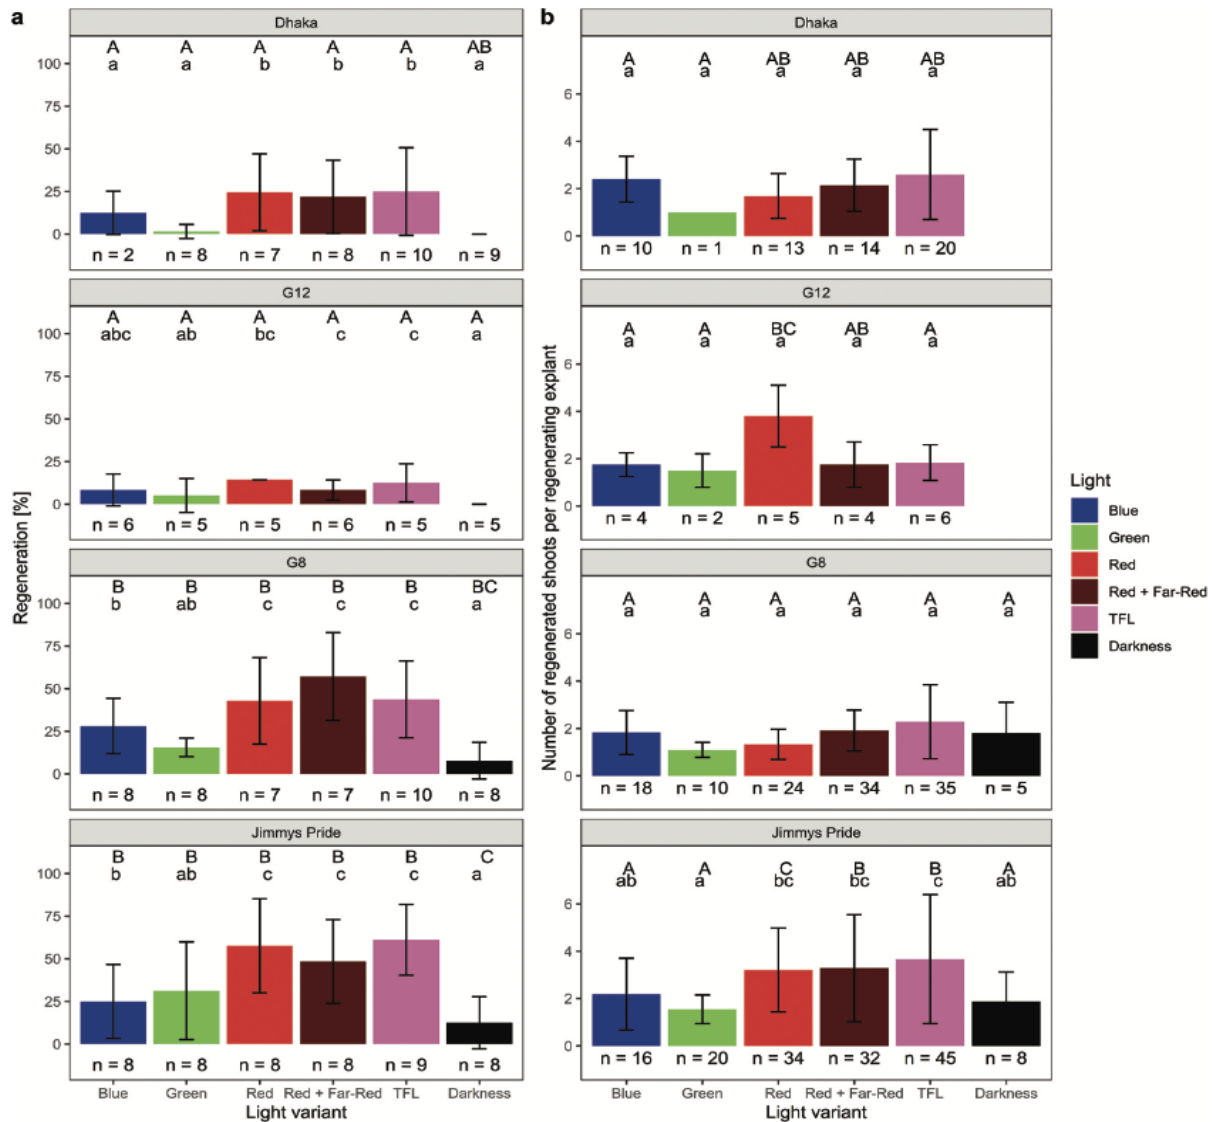 a
Dhaka
A A A A A AB
a a b b b a
100
75
50
25
0
n = 2 n = 8 n = 7 n = 8 n = 10 n = 9
G12
A A A A A A
abc ab bc c c a
100
75
50
25
0
n = 6 n = 5 n = 5 n = 6 n = 5 n = 5
G8
B B B B B BC
b ab c c c a
100
75
50
25
0
n = 8 n = 8 n = 7 n = 7 n = 10 n = 8
Jimmys Pride
B B B B B C
b ab c c c a
100
75
50
25
0
n = 8 n = 8 n = 8 n = 8 n = 9 n = 8
Blue Green Red Red + Far-Red TFL Darkness
Light variant
Regeneration [%]
b
Dhaka
A A AB AB AB
a a a a a
6
4
2
0
n = 10 n = 1 n = 13 n = 14 n = 20
G12
A A BC AB A
a a a a a
6
4
2
0
n = 4 n = 2 n = 5 n = 4 n = 6
G8
A A A A A A
a a a a a a
6
4
2
0
n = 18 n = 10 n = 24 n = 34 n = 35 n = 5
Jimmys Pride
A A C B B A
ab a bc bc c ab
6
4
2
0
n = 16 n = 20 n = 34 n = 32 n = 45 n = 8
Blue Green Red Red + Far-Red TFL Darkness
Light variant
Number of regenerated shoots per regenerating explant
Light
Blue
Green
Red
Red + Far-Red
TFL
Darkness